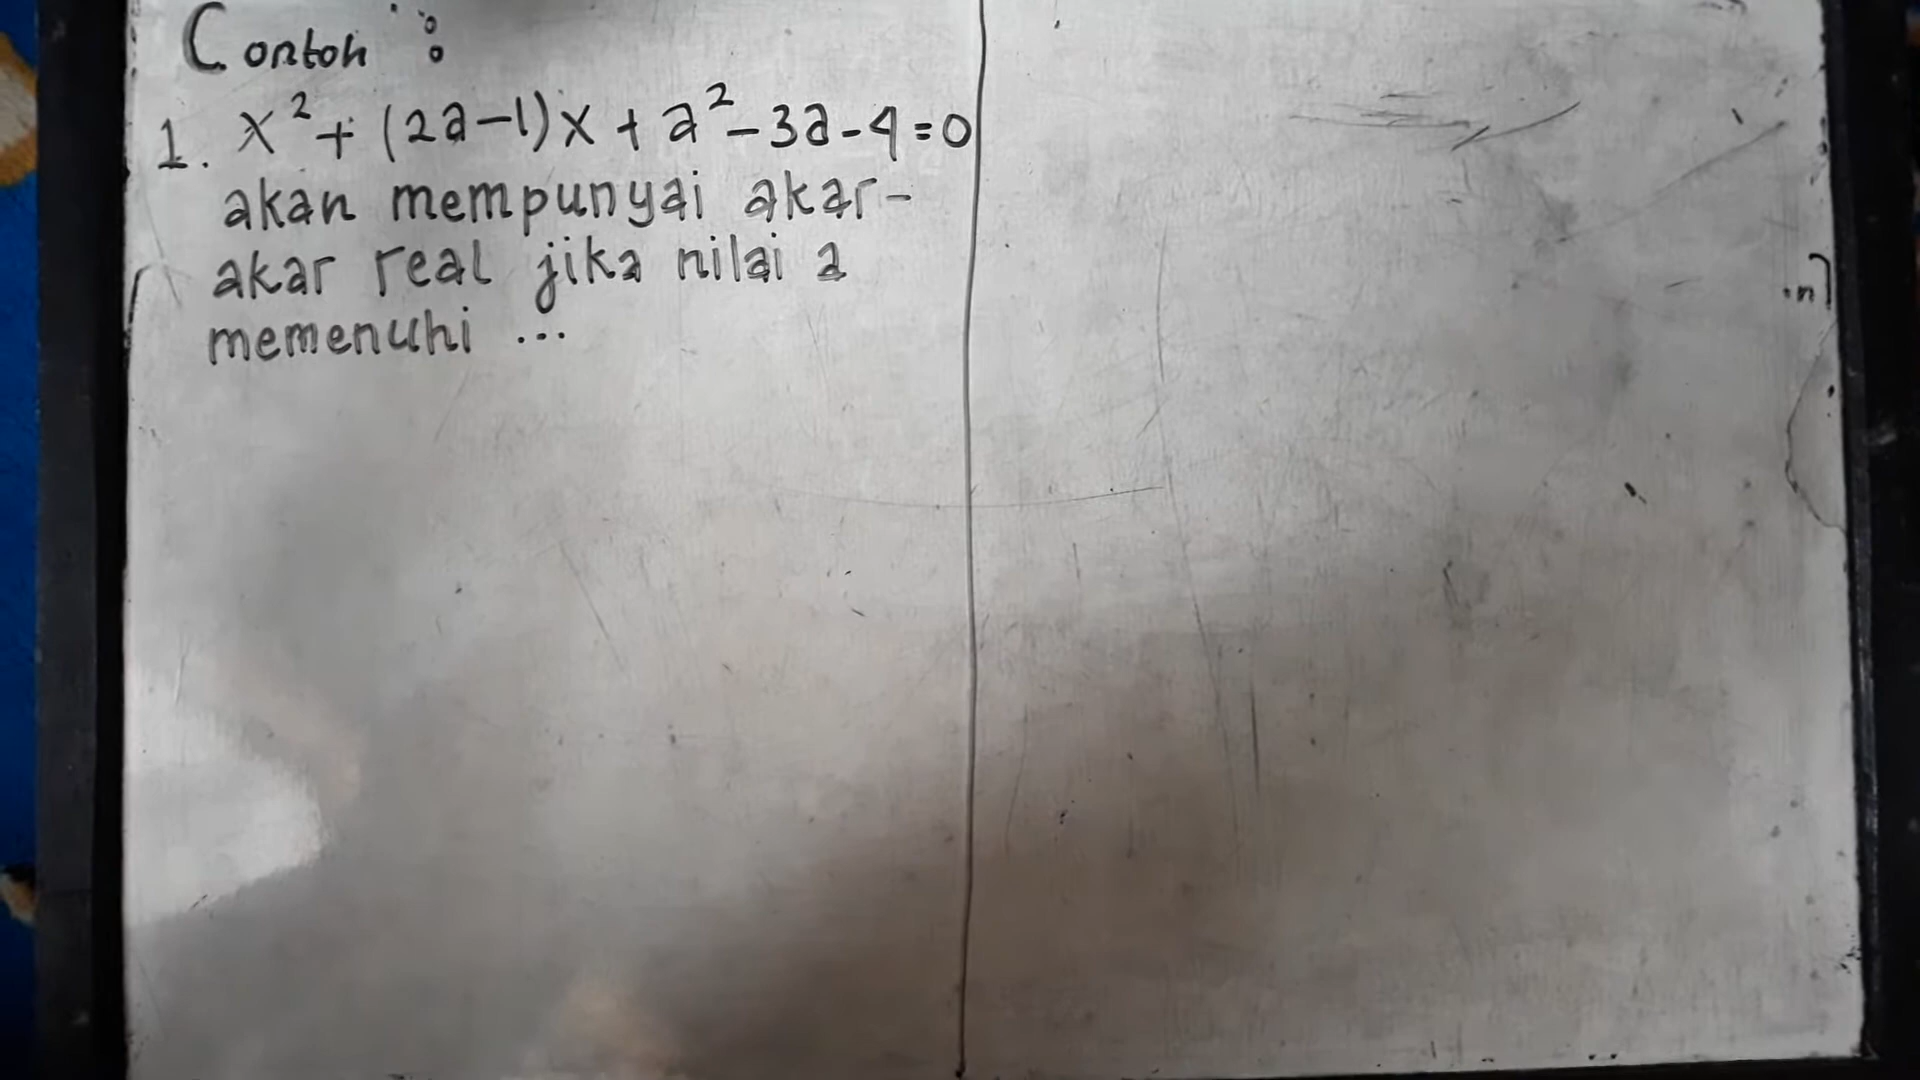 Contoh :
1. x² + (2a-1)x + a² - 3a - 4 = 0
akan mempunyai akar-
akar real jika nilai a
memenuhi ...